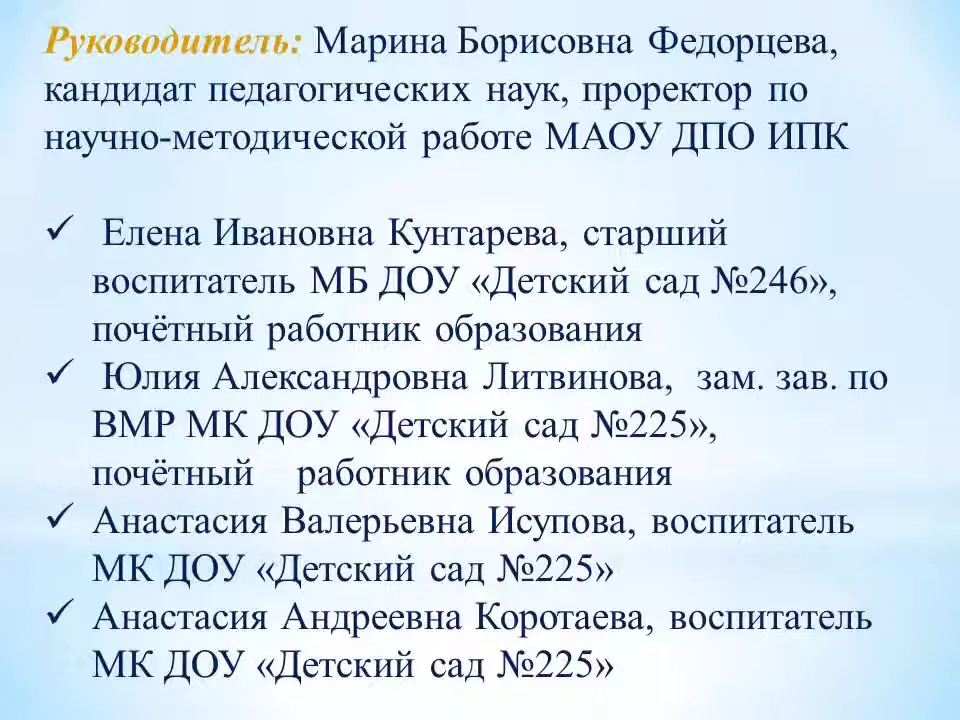 Руководитель: Марина Борисовна Федорцева,
кандидат педагогических наук, проректор по
научно-методической работе МАОУ ДПО ИПК
✓ Елена Ивановна Кунтарева, старший
воспитатель МБ ДОУ «Детский сад №246»,
почётный работник образования
✓ Юлия Александровна Литвинова, зам. зав. по
ВМР МК ДОУ «Детский сад №225»,
почётный работник образования
✓ Анастасия Валерьевна Исупова, воспитатель
МК ДОУ «Детский сад №225»
✓ Анастасия Андреевна Коротаева, воспитатель
МК ДОУ «Детский сад №225»